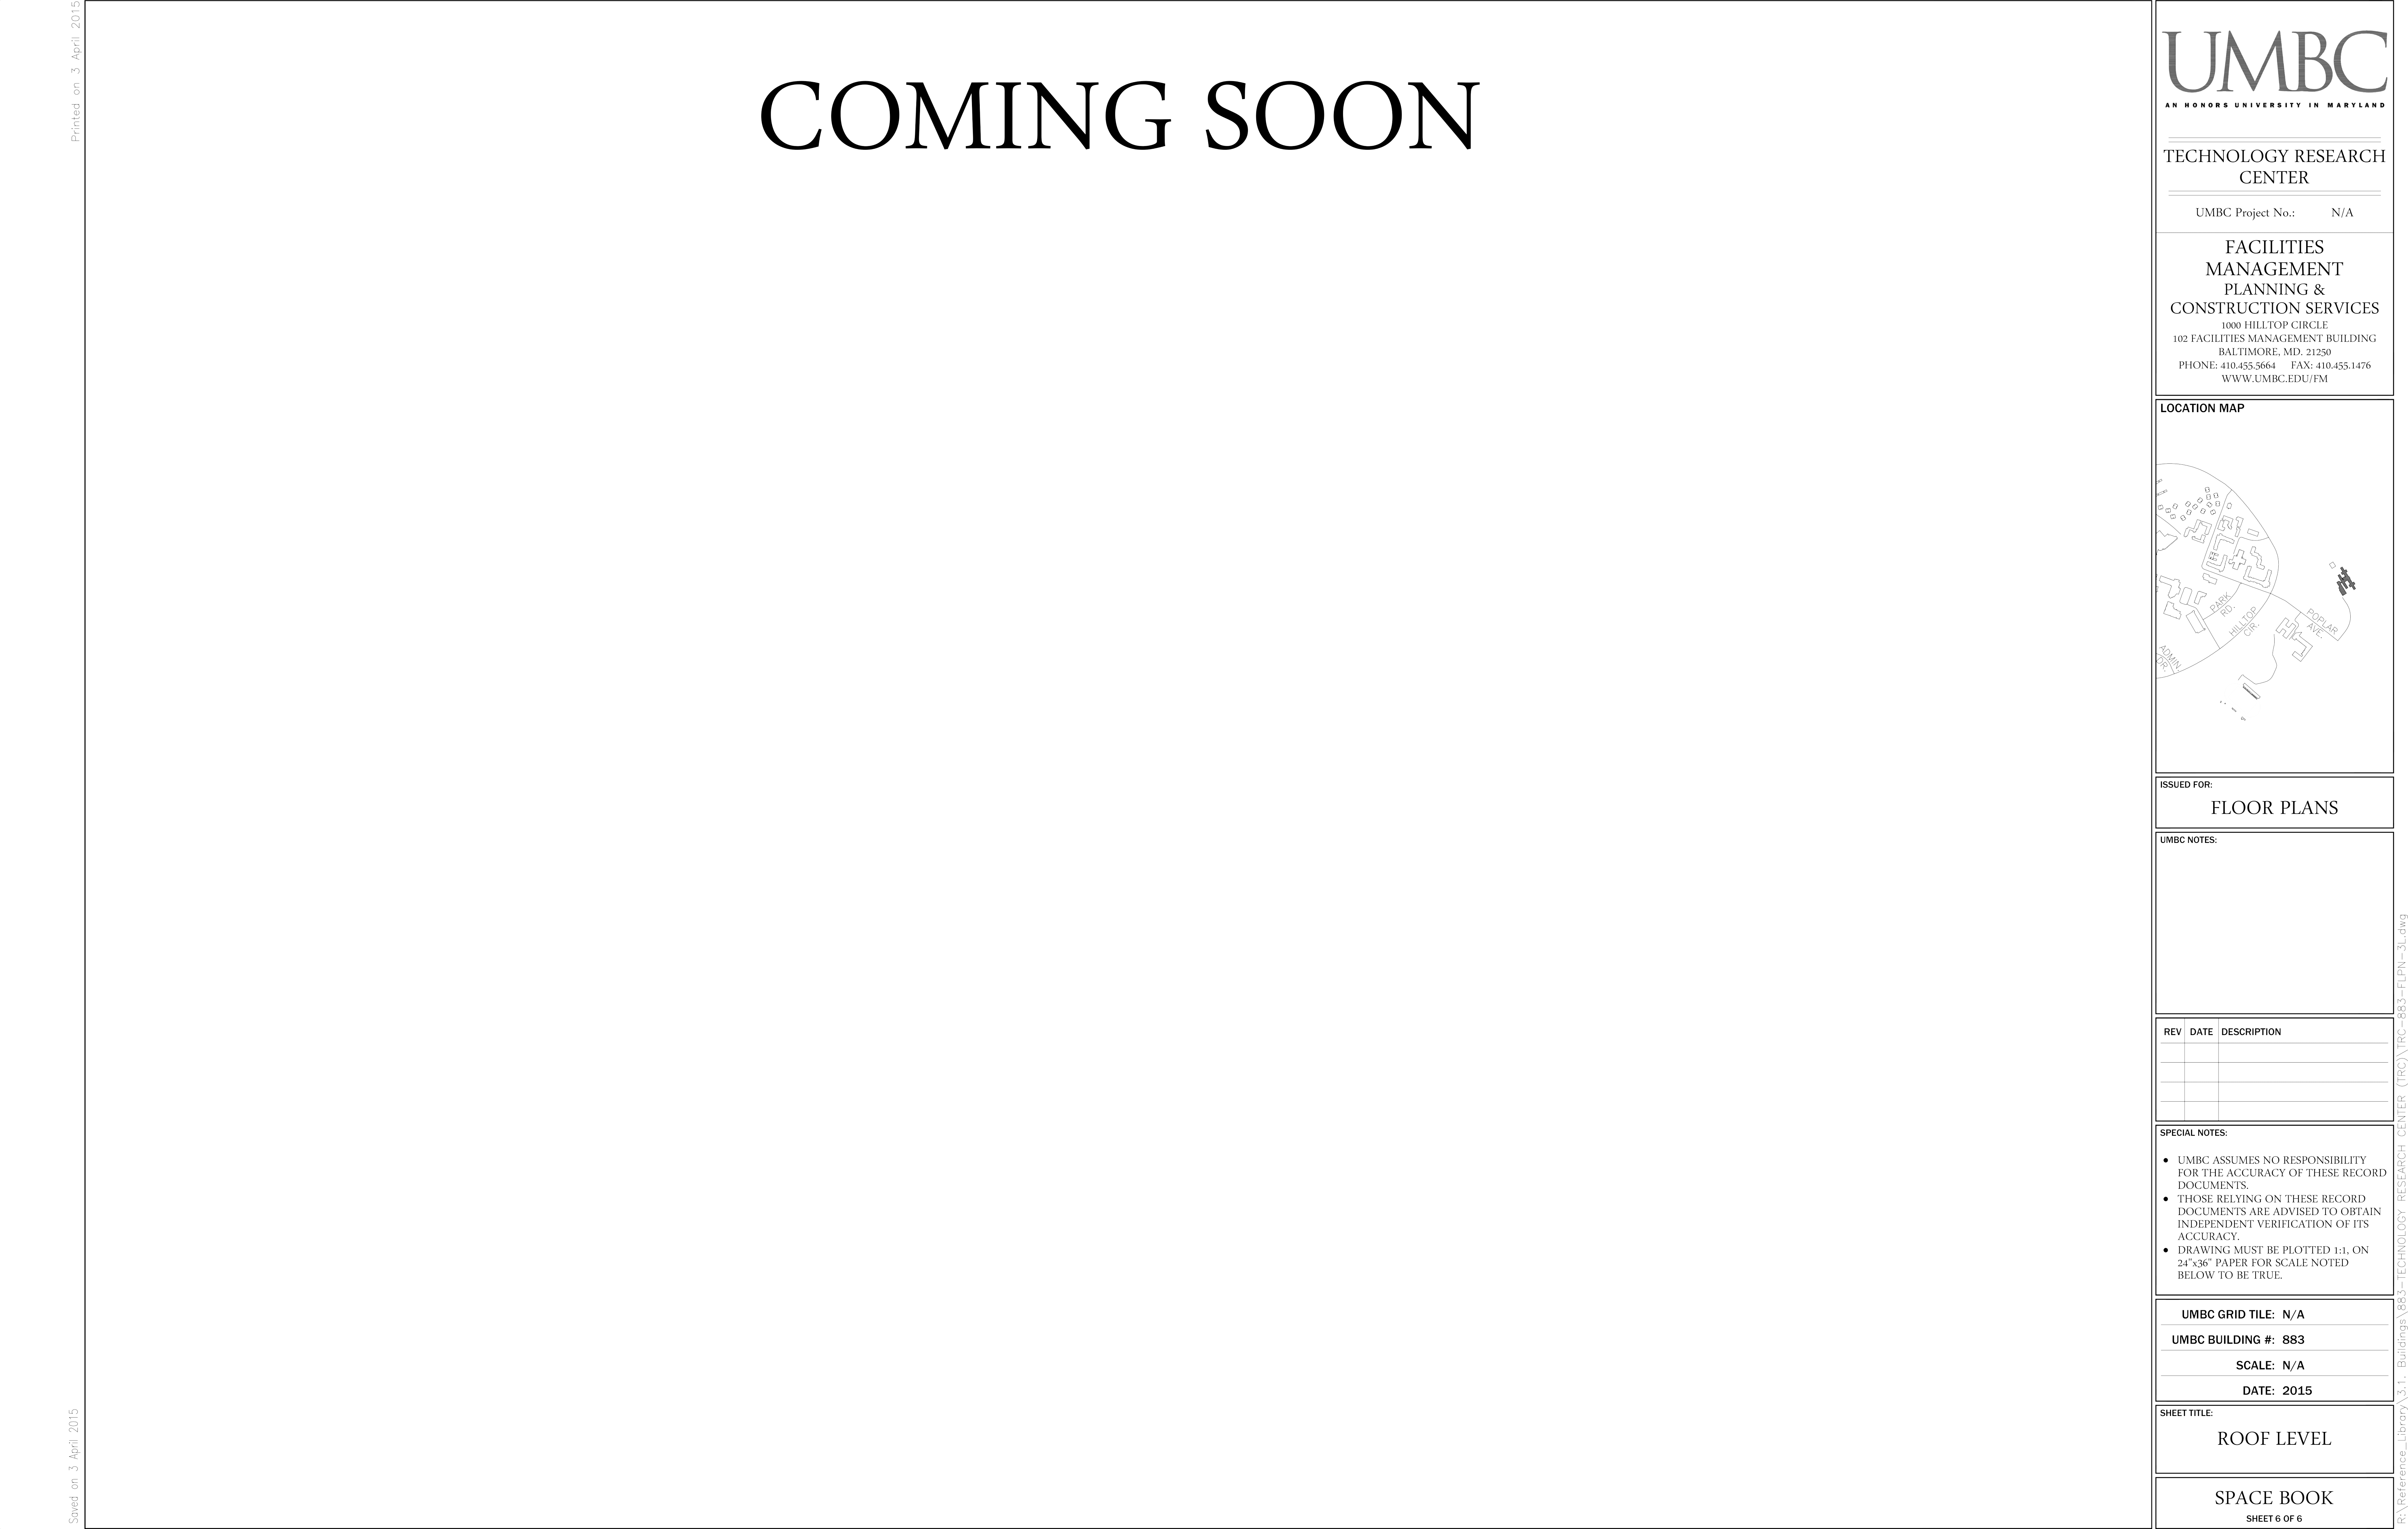 Printed on 3 April 2015
Saved on 3 April 2015
COMING SOON
UMBC
AN HONORS UNIVERSITY IN MARYLAND
TECHNOLOGY RESEARCH
CENTER
UMBC Project No.: N/A
FACILITIES
MANAGEMENT
PLANNING &
CONSTRUCTION SERVICES
1000 HILLTOP CIRCLE
102 FACILITIES MANAGEMENT BUILDING
BALTIMORE, MD. 21250
PHONE: 410.455.5664 FAX: 410.455.1476
WWW.UMBC.EDU/FM
LOCATION MAP
PARK
RD.
HILLTOP
CIR.
POPLAR
AVE.
ADMIN
DR.
ISSUED FOR:
FLOOR PLANS
UMBC NOTES:
REV DATE DESCRIPTION
SPECIAL NOTES:
● UMBC ASSUMES NO RESPONSIBILITY
FOR THE ACCURACY OF THESE RECORD
DOCUMENTS.
● THOSE RELYING ON THESE RECORD
DOCUMENTS ARE ADVISED TO OBTAIN
INDEPENDENT VERIFICATION OF ITS
ACCURACY.
● DRAWING MUST BE PLOTTED 1:1, ON
24"x36" PAPER FOR SCALE NOTED
BELOW TO BE TRUE.
UMBC GRID TILE: N/A
UMBC BUILDING #: 883
SCALE: N/A
DATE: 2015
SHEET TITLE:
ROOF LEVEL
SPACE BOOK
SHEET 6 OF 6
R:\Reference_Library\3.1. Buildings\883-TECHNOLOGY RESEARCH CENTER (TRC)\TRC-883-FLPN-3L.dwg